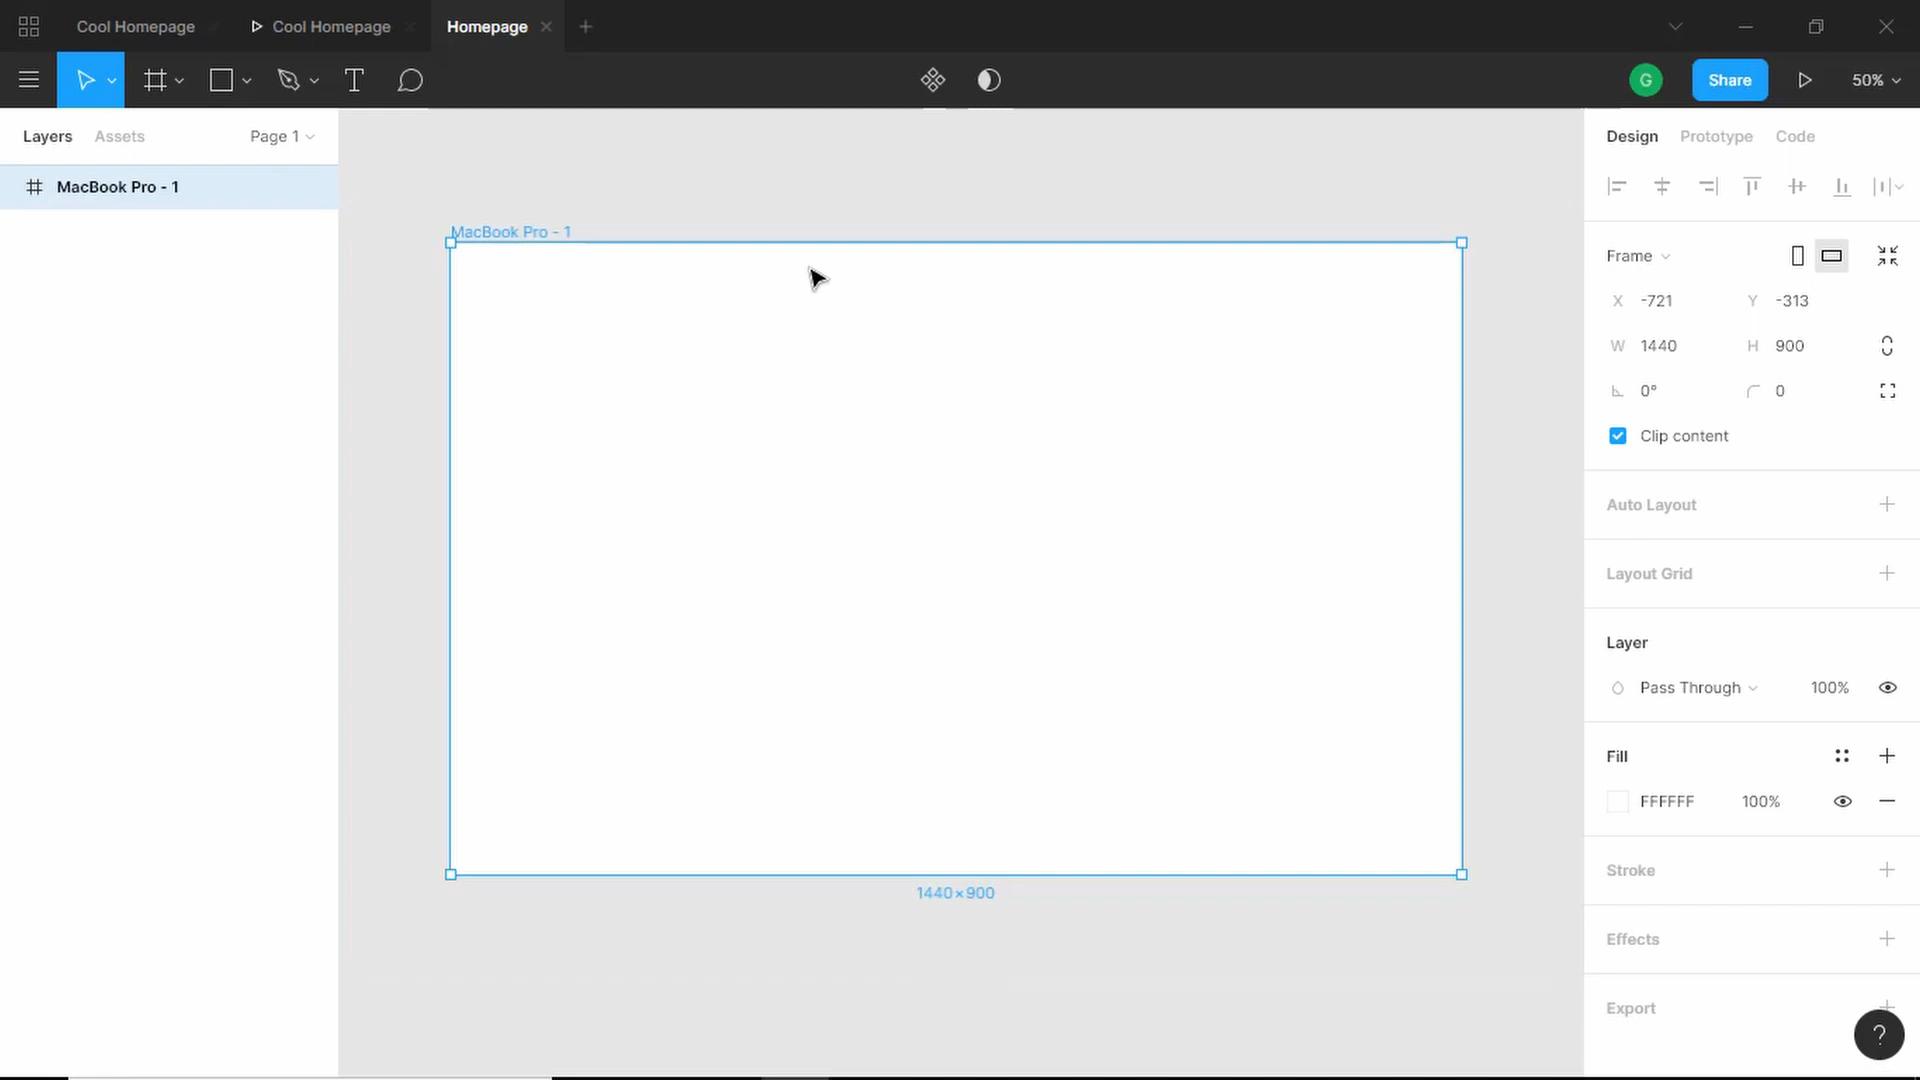 Cool Homepage
Cool Homepage
Homepage
G
Share
50%
Layers
Assets
Page 1
MacBook Pro - 1
MacBook Pro - 1
1440×900
Design
Prototype
Code
Frame
X -721
Y -313
W 1440
H 900
0°
0
Clip content
Auto Layout
Layout Grid
Layer
Pass Through
100%
Fill
FFFFFF
100%
Stroke
Effects
Export
?